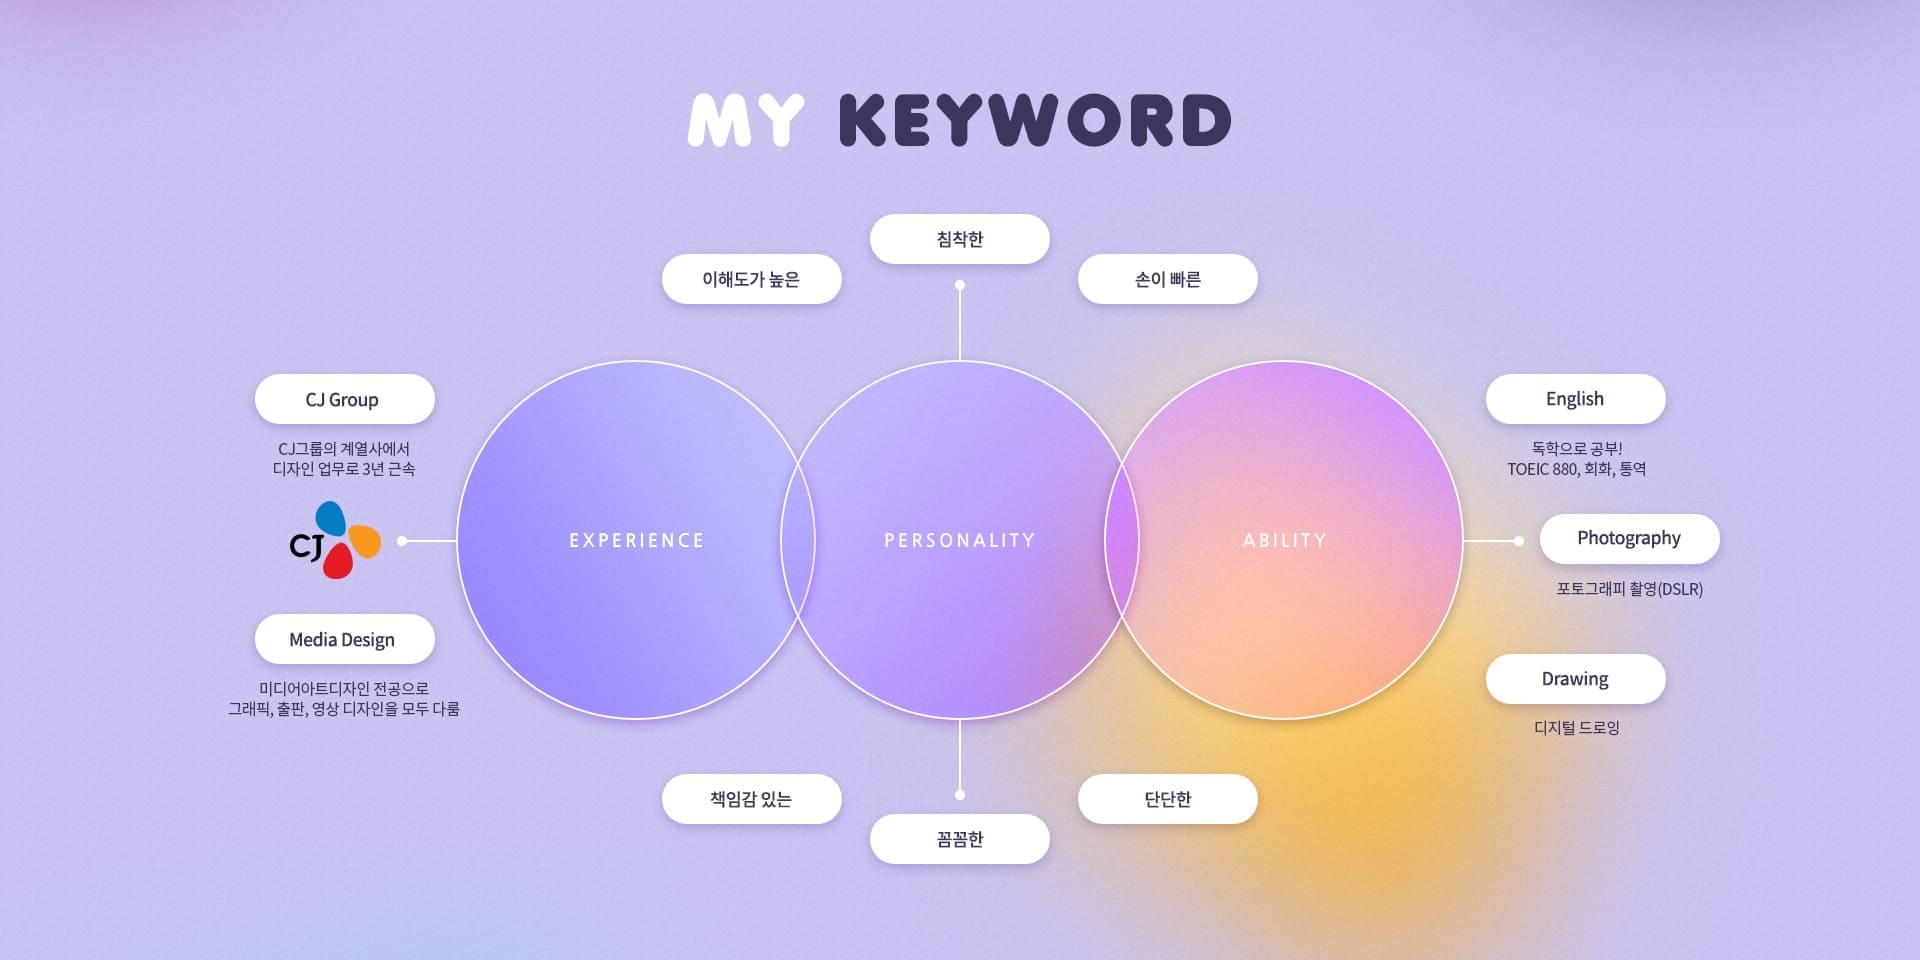 MY KEYWORD
침착한
이해도가 높은
손이 빠른
CJ Group
CJ그룹의 계열사에서
디자인 업무로 3년 근속
CJ
Media Design
미디어아트디자인 전공으로
그래픽, 출판, 영상 디자인을 모두 다룸
EXPERIENCE
PERSONALITY
ABILITY
English
독학으로 공부!
TOEIC 880, 회화, 통역
Photography
포토그래피 촬영(DSLR)
Drawing
디지털 드로잉
책임감 있는
꼼꼼한
단단한